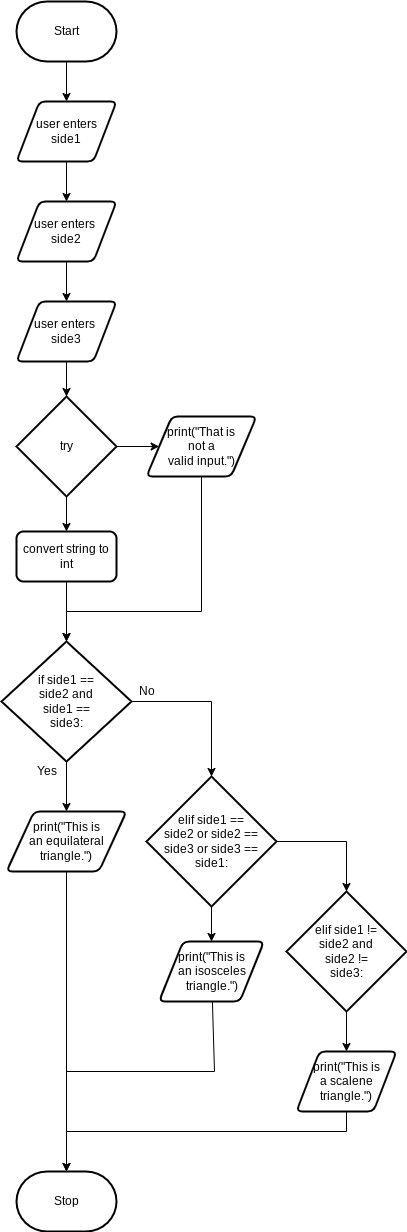 Start
user enters
side1
user enters
side2
user enters
side3
try
print("That is
not a
valid input.")
convert string to
int
if side1 ==
side2 and
side1 ==
side3:
No
Yes
print("This is
an equilateral
triangle.")
elif side1 ==
side2 or side2 ==
side3 or side3 ==
side1:
print("This is
an isosceles
triangle.")
elif side1 !=
side2 and
side2 !=
side3:
print("This is
a scalene
triangle.")
Stop